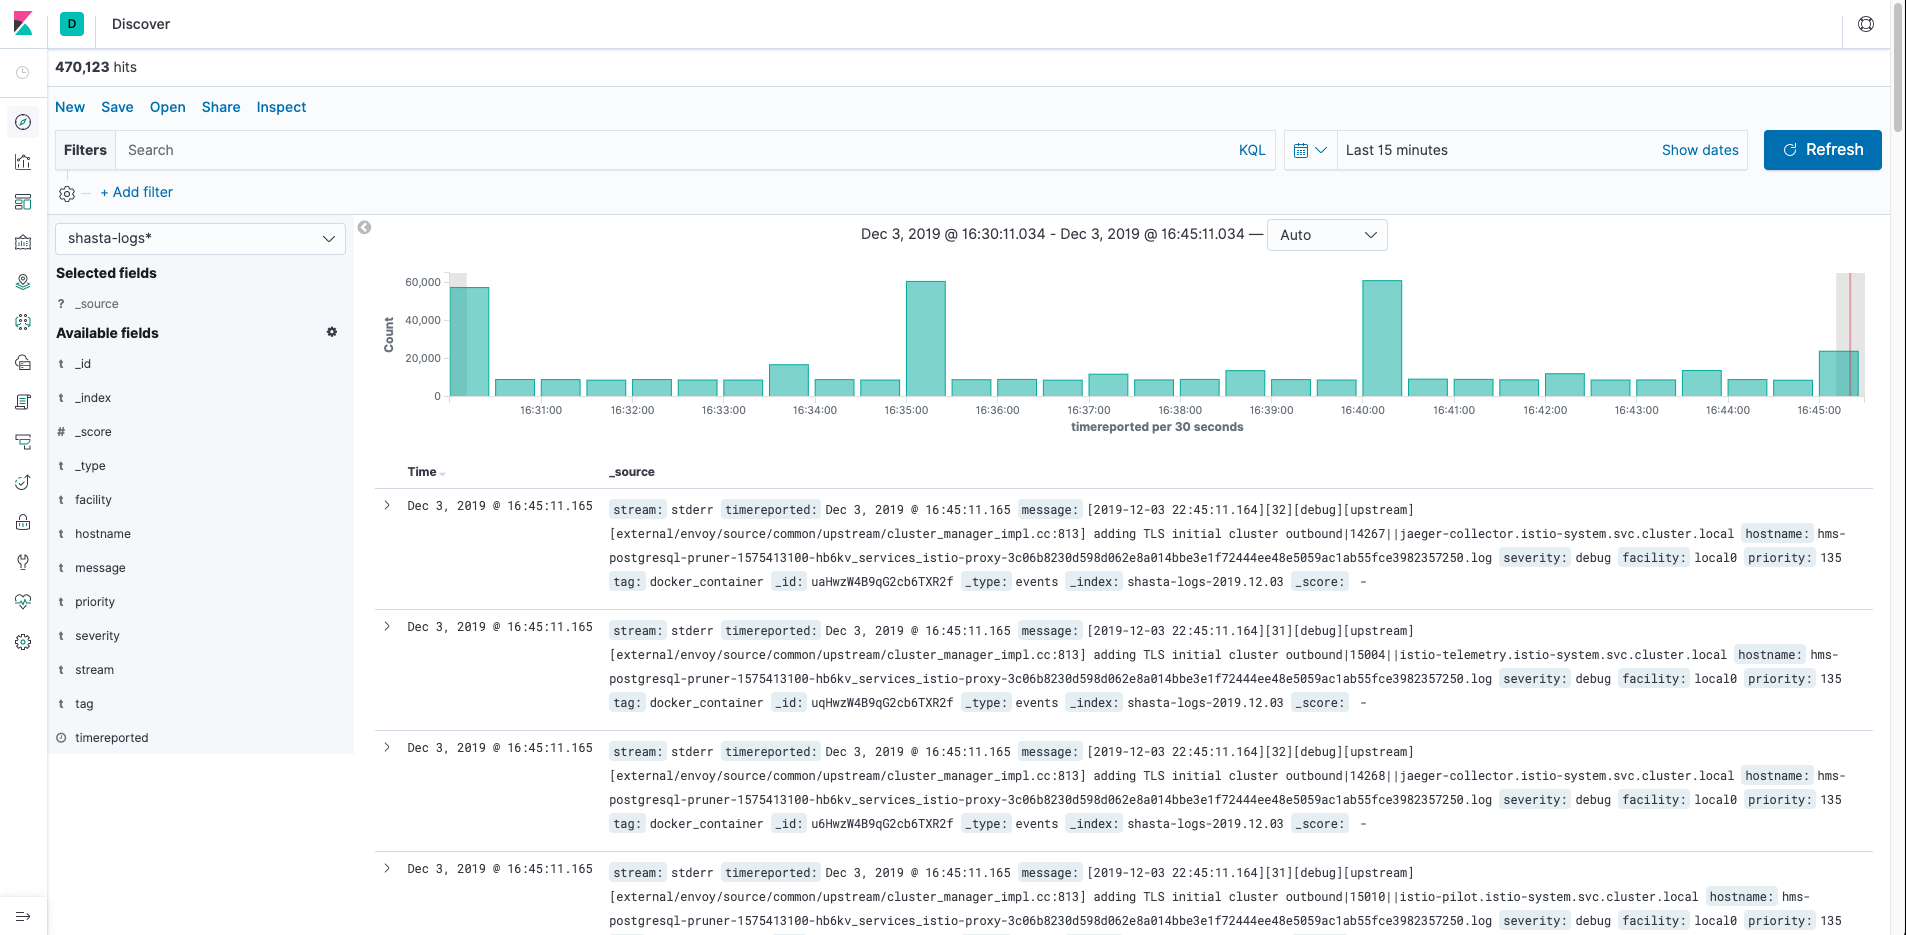 D Discover
470,123 hits
New Save Open Share Inspect
Filters Search KQL Last 15 minutes Show dates Refresh
+ Add filter
shasta-logs*
Selected fields
? _source
Available fields
t _id
t _index
# _score
t _type
t facility
t hostname
t message
t priority
t severity
t stream
t tag
timereported
Dec 3, 2019 @ 16:30:11.034 - Dec 3, 2019 @ 16:45:11.034 — Auto
60,000
40,000
20,000
0
Count
16:31:00 16:32:00 16:33:00 16:34:00 16:35:00 16:36:00 16:37:00 16:38:00 16:39:00 16:40:00 16:41:00 16:42:00 16:43:00 16:44:00 16:45:00
timereported per 30 seconds
Time _source
Dec 3, 2019 @ 16:45:11.165 stream: stderr timereported: Dec 3, 2019 @ 16:45:11.165 message: [2019-12-03 22:45:11.164][32][debug][upstream]
[external/envoy/source/common/upstream/cluster_manager_impl.cc:813] adding TLS initial cluster outbound|14267||jaeger-collector.istio-system.svc.cluster.local hostname: hms-
postgresql-pruner-1575413100-hb6kv_services_istio-proxy-3c06b8230d598d062e8a014bbe3e1f72444ee48e5059ac1ab55fce3982357250.log severity: debug facility: local0 priority: 135
tag: docker_container _id: uaHwzW4B9qG2cb6TXR2f _type: events _index: shasta-logs-2019.12.03 _score: -
Dec 3, 2019 @ 16:45:11.165 stream: stderr timereported: Dec 3, 2019 @ 16:45:11.165 message: [2019-12-03 22:45:11.164][31][debug][upstream]
[external/envoy/source/common/upstream/cluster_manager_impl.cc:813] adding TLS initial cluster outbound|15004||istio-telemetry.istio-system.svc.cluster.local hostname: hms-
postgresql-pruner-1575413100-hb6kv_services_istio-proxy-3c06b8230d598d062e8a014bbe3e1f72444ee48e5059ac1ab55fce3982357250.log severity: debug facility: local0 priority: 135
tag: docker_container _id: uqHwzW4B9qG2cb6TXR2f _type: events _index: shasta-logs-2019.12.03 _score: -
Dec 3, 2019 @ 16:45:11.165 stream: stderr timereported: Dec 3, 2019 @ 16:45:11.165 message: [2019-12-03 22:45:11.164][32][debug][upstream]
[external/envoy/source/common/upstream/cluster_manager_impl.cc:813] adding TLS initial cluster outbound|14268||jaeger-collector.istio-system.svc.cluster.local hostname: hms-
postgresql-pruner-1575413100-hb6kv_services_istio-proxy-3c06b8230d598d062e8a014bbe3e1f72444ee48e5059ac1ab55fce3982357250.log severity: debug facility: local0 priority: 135
tag: docker_container _id: u6HwzW4B9qG2cb6TXR2f _type: events _index: shasta-logs-2019.12.03 _score: -
Dec 3, 2019 @ 16:45:11.165 stream: stderr timereported: Dec 3, 2019 @ 16:45:11.165 message: [2019-12-03 22:45:11.164][31][debug][upstream]
[external/envoy/source/common/upstream/cluster_manager_impl.cc:813] adding TLS initial cluster outbound|15010||istio-pilot.istio-system.svc.cluster.local hostname: hms-
postgresql-pruner-1575413100-hb6kv_services_istio-proxy-3c06b8230d598d062e8a014bbe3e1f72444ee48e5059ac1ab55fce3982357250.log severity: debug facility: local0 priority: 135